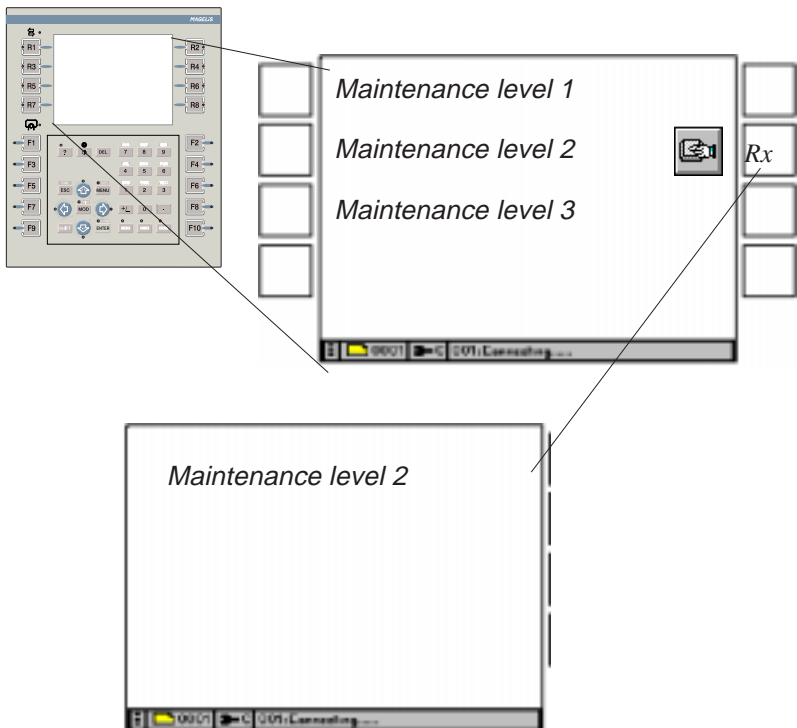 MAGELIS
R1
R2
R3
R4
R5
R6
R7
R8
F1
F2
F3
F4
F5
F6
F7
F8
F9
F10
? DEL 7 8 9
4 5 6
ESC MENU 1 2 3
MOD +/_ 0 .
ENTER
Maintenance level 1
Maintenance level 2
Rx
Maintenance level 3
0001 C 001:Connecting.....
Maintenance level 2
0001 C 001:Connecting.....